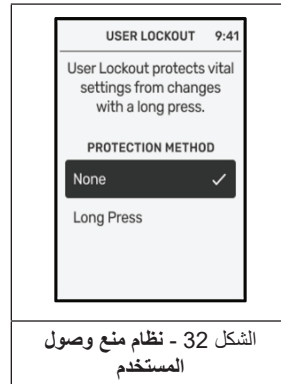 USER LOCKOUT 9:41
User Lockout protects vital
settings from changes
with a long press.
PROTECTION METHOD
None
Long Press
الشكل 32 - نظام منع وصول
المستخدم